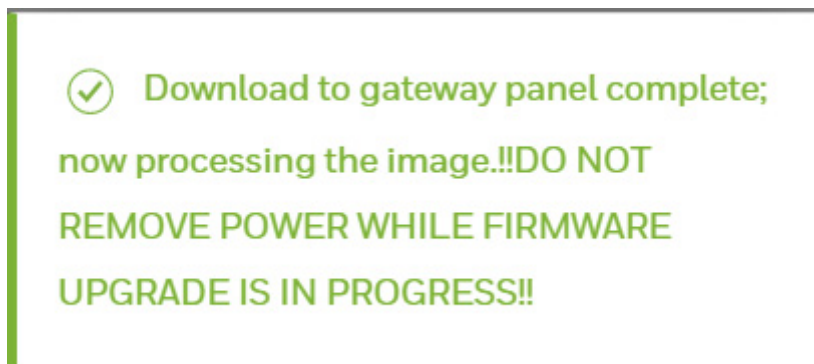 Download to gateway panel complete;
now processing the image.!!DO NOT
REMOVE POWER WHILE FIRMWARE
UPGRADE IS IN PROGRESS!!